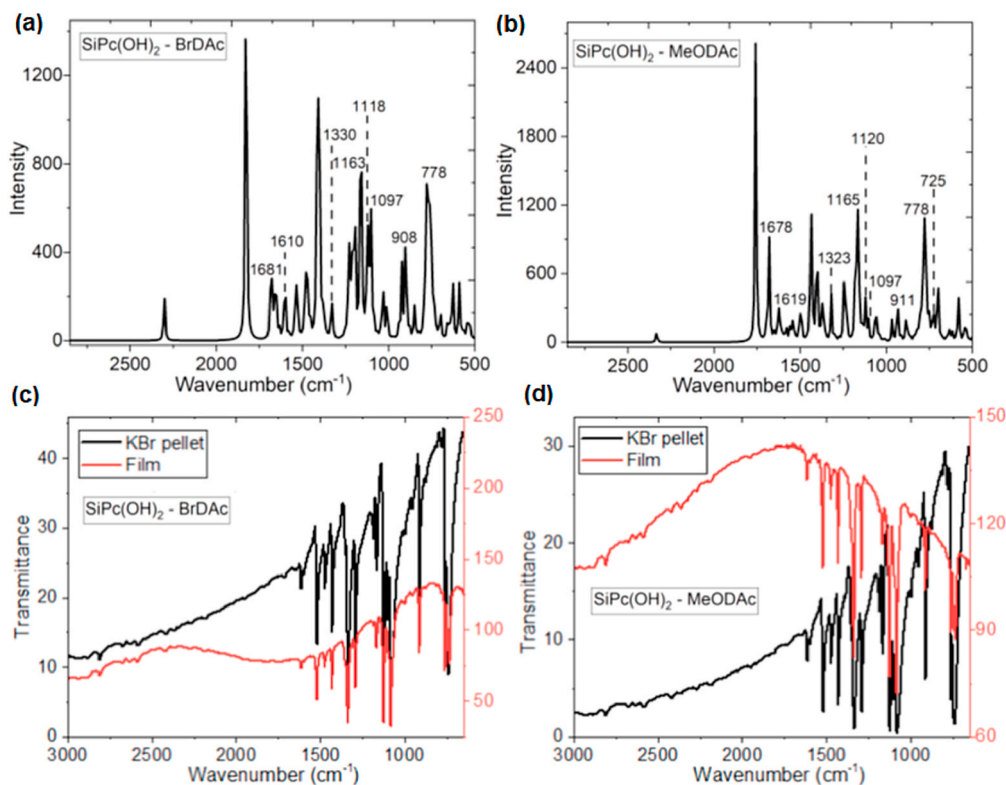 (a)
SiPc(OH)2 - BrDAc
1118
1330
1163
1097
778
1610
1681
908
1200
800
400
0
Intensity
2500 2000 1500 1000 500
Wavenumber (cm-1)
(b)
SiPc(OH)2 - MeODAc
1120
1165
725
778
1678
1323
1097
1619
911
2400
1800
1200
600
0
Intensity
2500 2000 1500 1000 500
Wavenumber (cm-1)
(c)
KBr pellet
Film
SiPc(OH)2 - BrDAc
40
30
20
10
0
Transmittance
250
200
150
100
50
3000 2500 2000 1500 1000
Wavenumber (cm-1)
(d)
KBr pellet
Film
SiPc(OH)2 - MeODAc
30
20
10
0
Transmittance
150
120
90
60
3000 2500 2000 1500 1000
Wavenumber (cm-1)